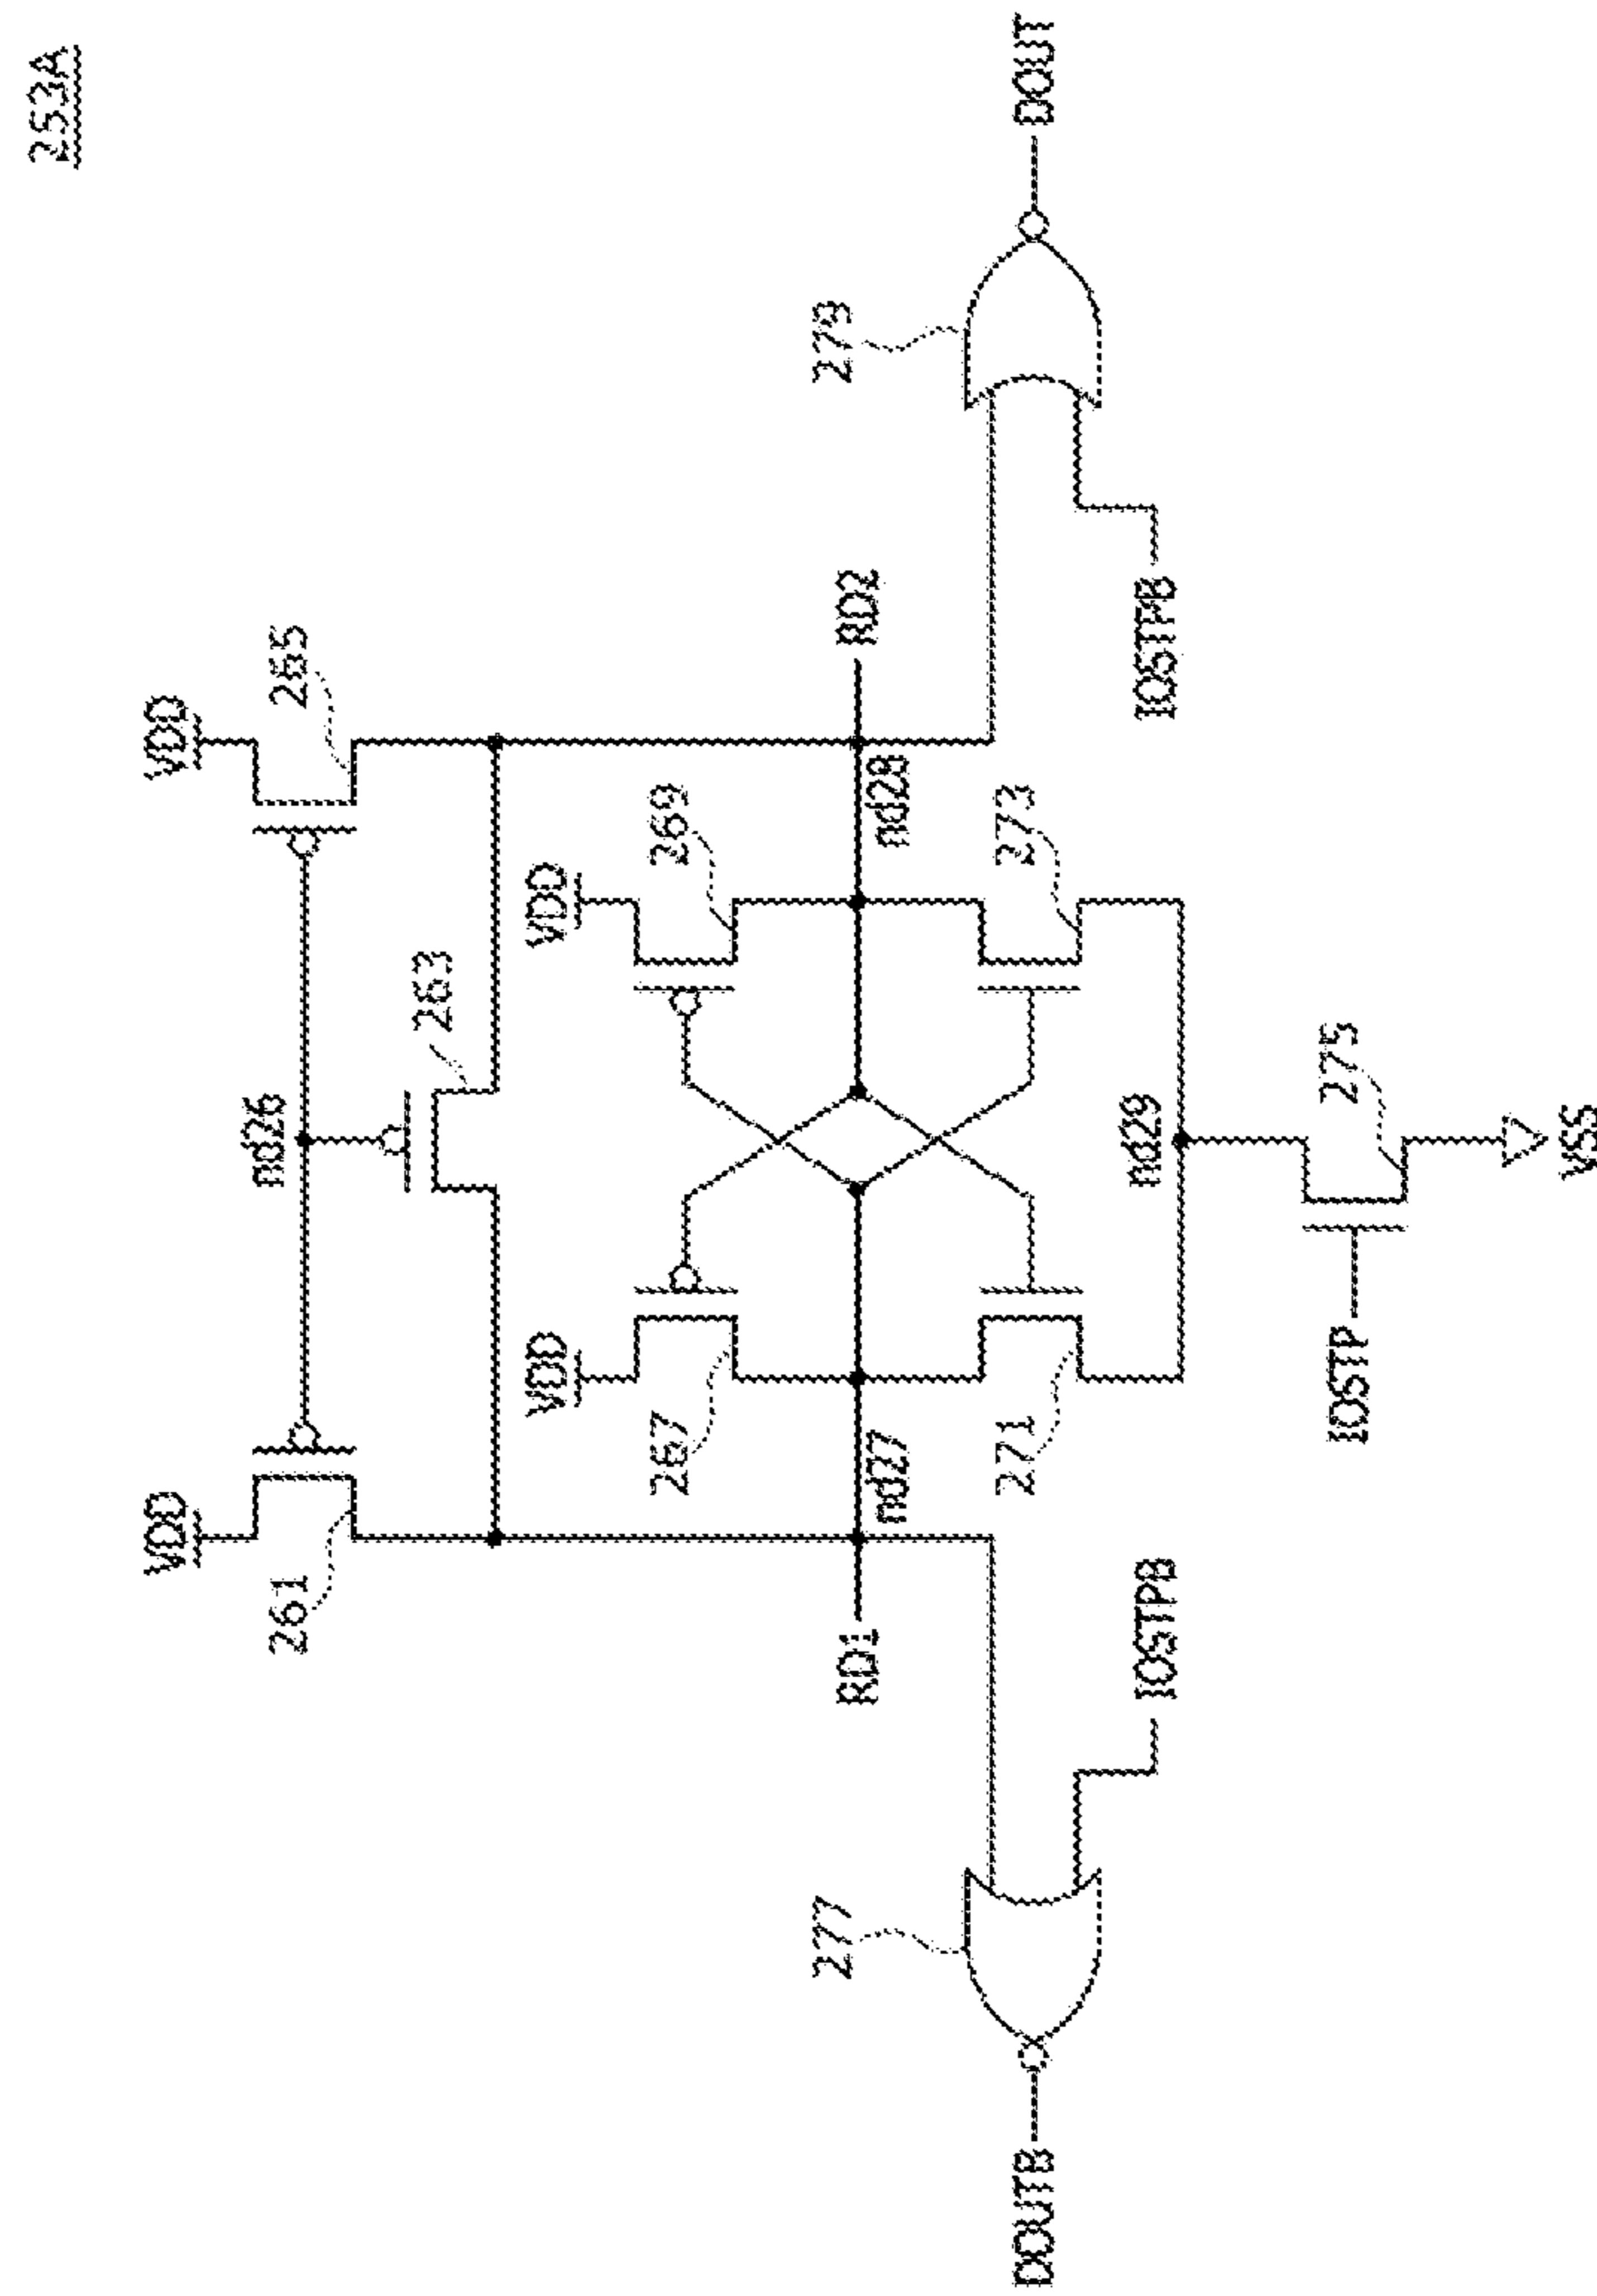 253A
VDD
VDD
261
265
nd26
263
VDD
VDD
267
269
RD1
RD2
nd27
nd28
277
279
271
273
DOUTB
DOUT
IOSTPB
IOSTPB
nd29
IOSTP
275
VSS